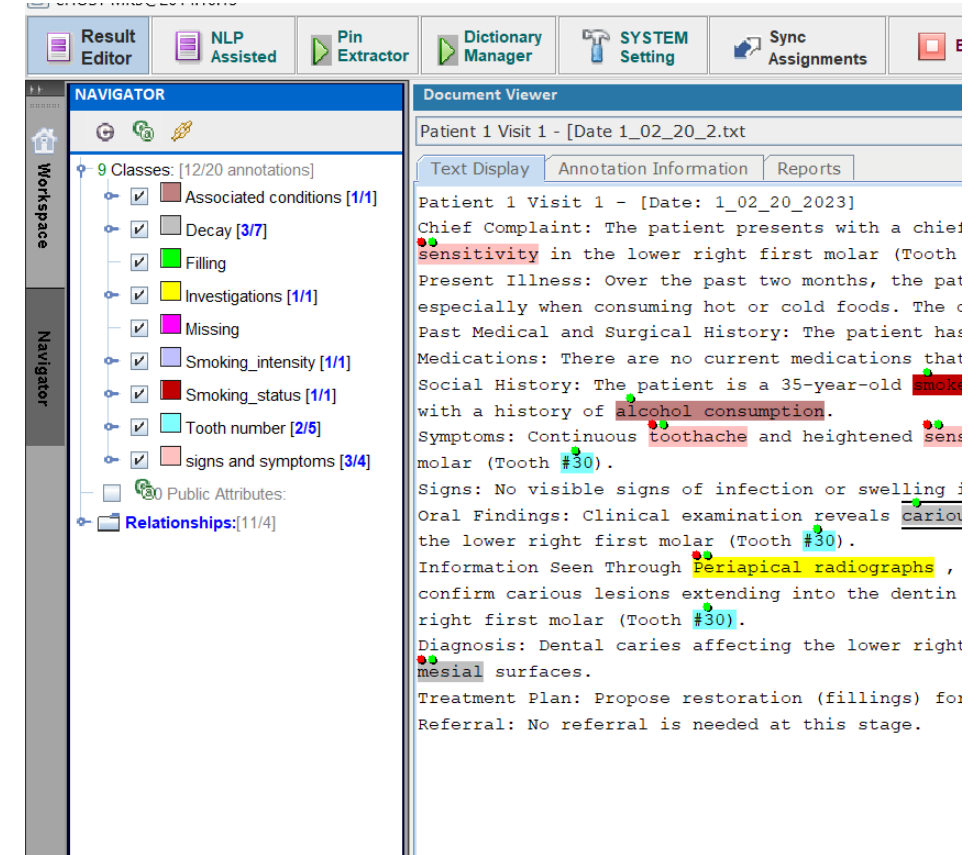 Result Editor
NLP Assisted
Pin Extractor
Dictionary Manager
SYSTEM Setting
Sync Assignments
E
NAVIGATOR
9 Classes: [12/20 annotations]
Associated conditions [1/1]
Decay [3/7]
Filling
Investigations [1/1]
Missing
Smoking_intensity [1/1]
Smoking_status [1/1]
Tooth number [2/5]
signs and symptoms [3/4]
0 Public Attributes:
Relationships:[11/4]
Workspace
Navigator
Document Viewer
Patient 1 Visit 1 - [Date 1_02_20_2.txt
Text Display
Annotation Information
Reports
Patient 1 Visit 1 - [Date: 1_02_20_2023]
Chief Complaint: The patient presents with a chief
sensitivity in the lower right first molar (Tooth
Present Illness: Over the past two months, the pat
especially when consuming hot or cold foods. The
Past Medical and Surgical History: The patient has
Medications: There are no current medications that
Social History: The patient is a 35-year-old smoke
with a history of alcohol consumption.
Symptoms: Continuous toothache and heightened sens
molar (Tooth #30).
Signs: No visible signs of infection or swelling i
Oral Findings: Clinical examination reveals cariou
the lower right first molar (Tooth #30).
Information Seen Through Periapical radiographs ,
confirm carious lesions extending into the dentin
right first molar (Tooth #30).
Diagnosis: Dental caries affecting the lower right
mesial surfaces.
Treatment Plan: Propose restoration (fillings) for
Referral: No referral is needed at this stage.